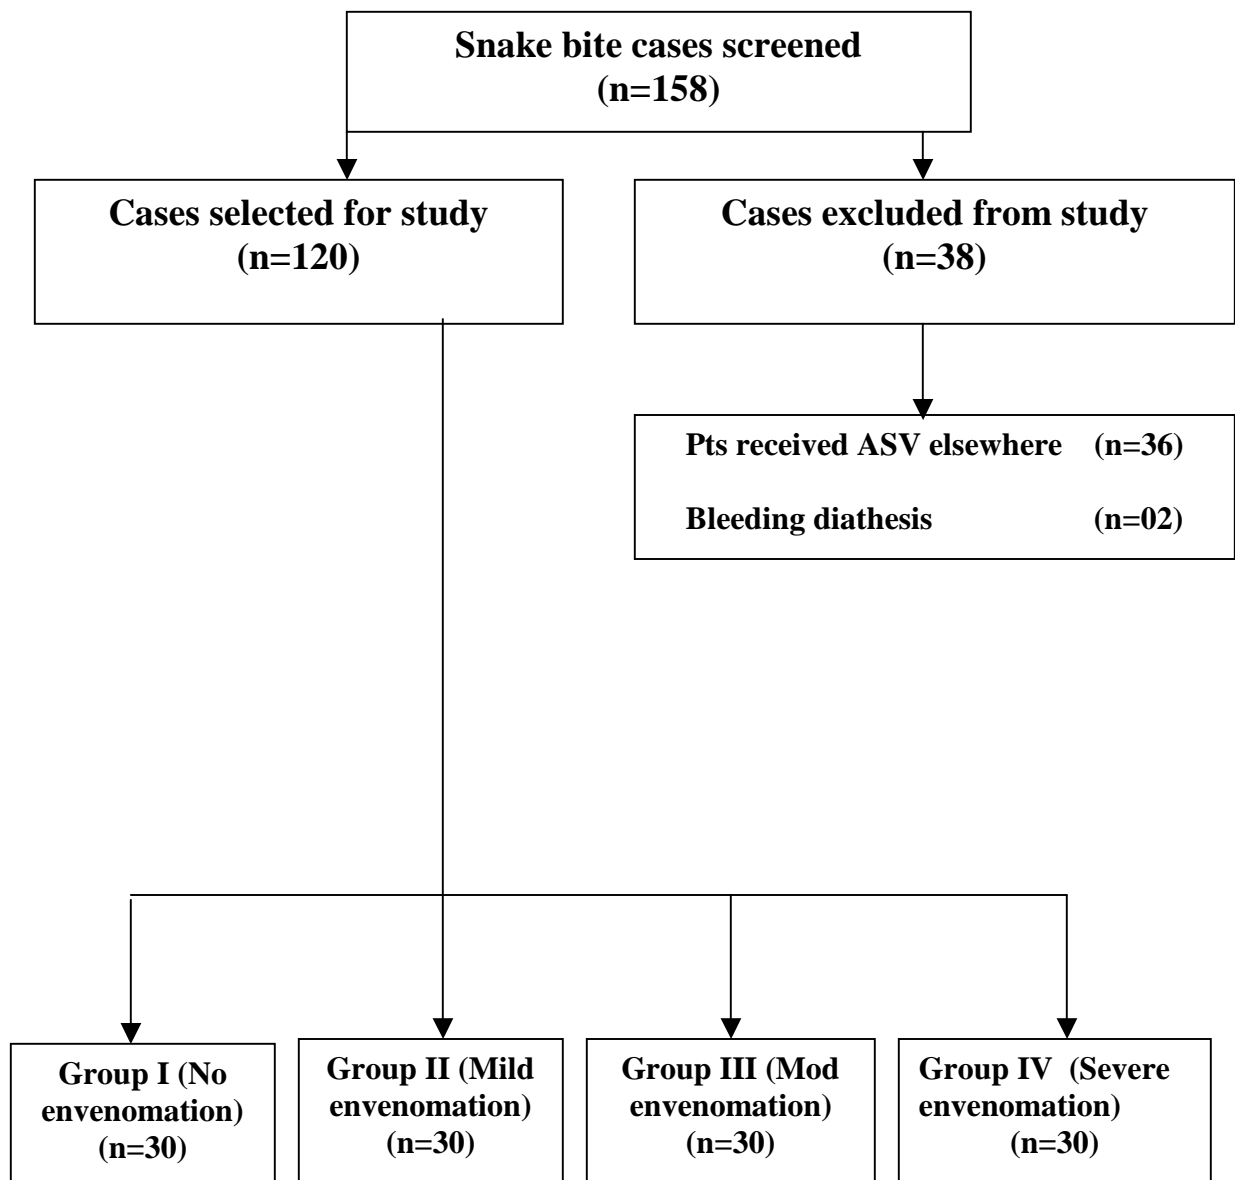 Snake bite cases screened
(n=158)
Cases selected for study
(n=120)
Cases excluded from study
(n=38)
Pts received ASV elsewhere (n=36)
Bleeding diathesis (n=02)
Group I (No
envenomation)
(n=30)
Group II (Mild
envenomation)
(n=30)
Group III (Mod
envenomation)
(n=30)
Group IV (Severe
envenomation)
(n=30)